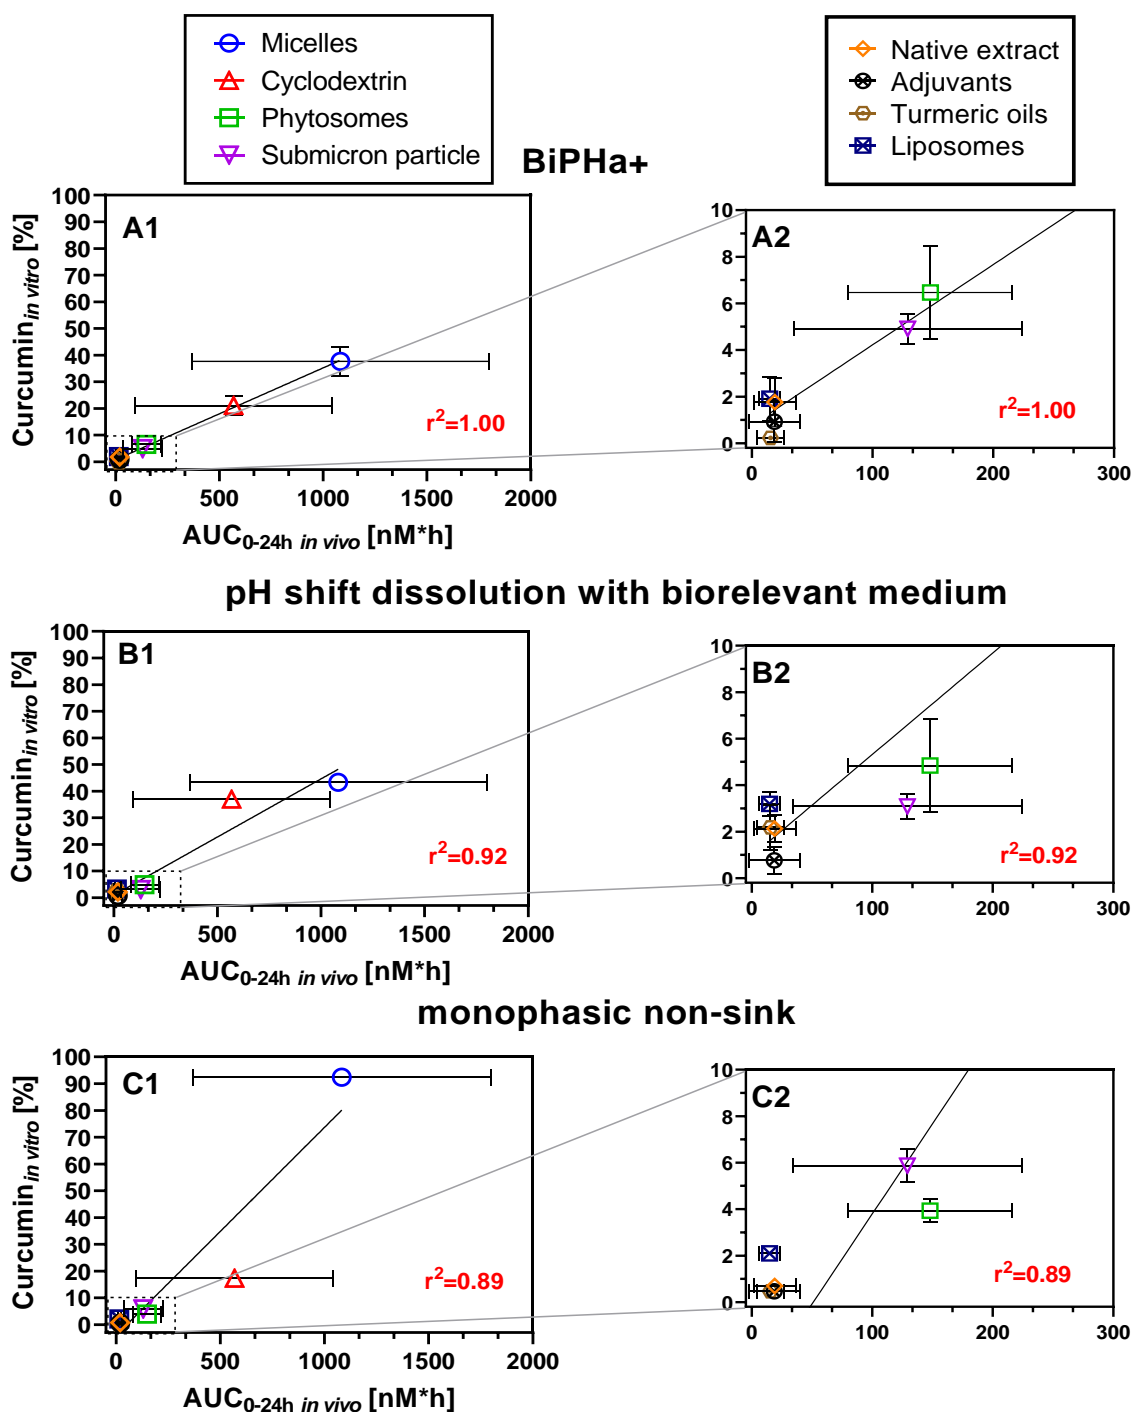 Micelles
Cyclodextrin
Phytosomes
Submicron particle
Native extract
Adjuvants
Turmeric oils
Liposomes
BiPHa+
Curcumin in vitro [%]
100
90
80
70
60
50
40
30
20
10
0
A1
r²=1.00
0 500 1000 1500 2000
AUC0-24h in vivo [nM*h]
10
8
6
4
2
0
A2
r²=1.00
0 100 200 300
pH shift dissolution with biorelevant medium
Curcumin in vitro [%]
100
90
80
70
60
50
40
30
20
10
0
B1
r²=0.92
0 500 1000 1500 2000
AUC0-24h in vivo [nM*h]
10
8
6
4
2
0
B2
r²=0.92
0 100 200 300
monophasic non-sink
Curcumin in vitro [%]
100
90
80
70
60
50
40
30
20
10
0
C1
r²=0.89
0 500 1000 1500 2000
AUC0-24h in vivo [nM*h]
10
8
6
4
2
0
C2
r²=0.89
0 100 200 300